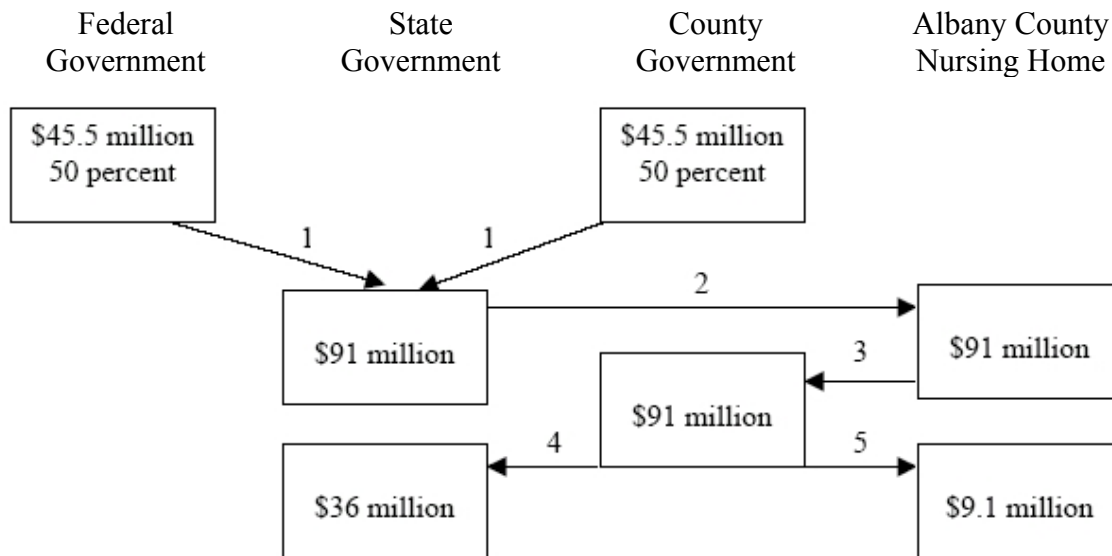 Federal
Government
State
Government
County
Government
Albany County
Nursing Home
$45.5 million
50 percent
$45.5 million
50 percent
1
1
2
$91 million
$91 million
3
$91 million
4
5
$36 million
$9.1 million